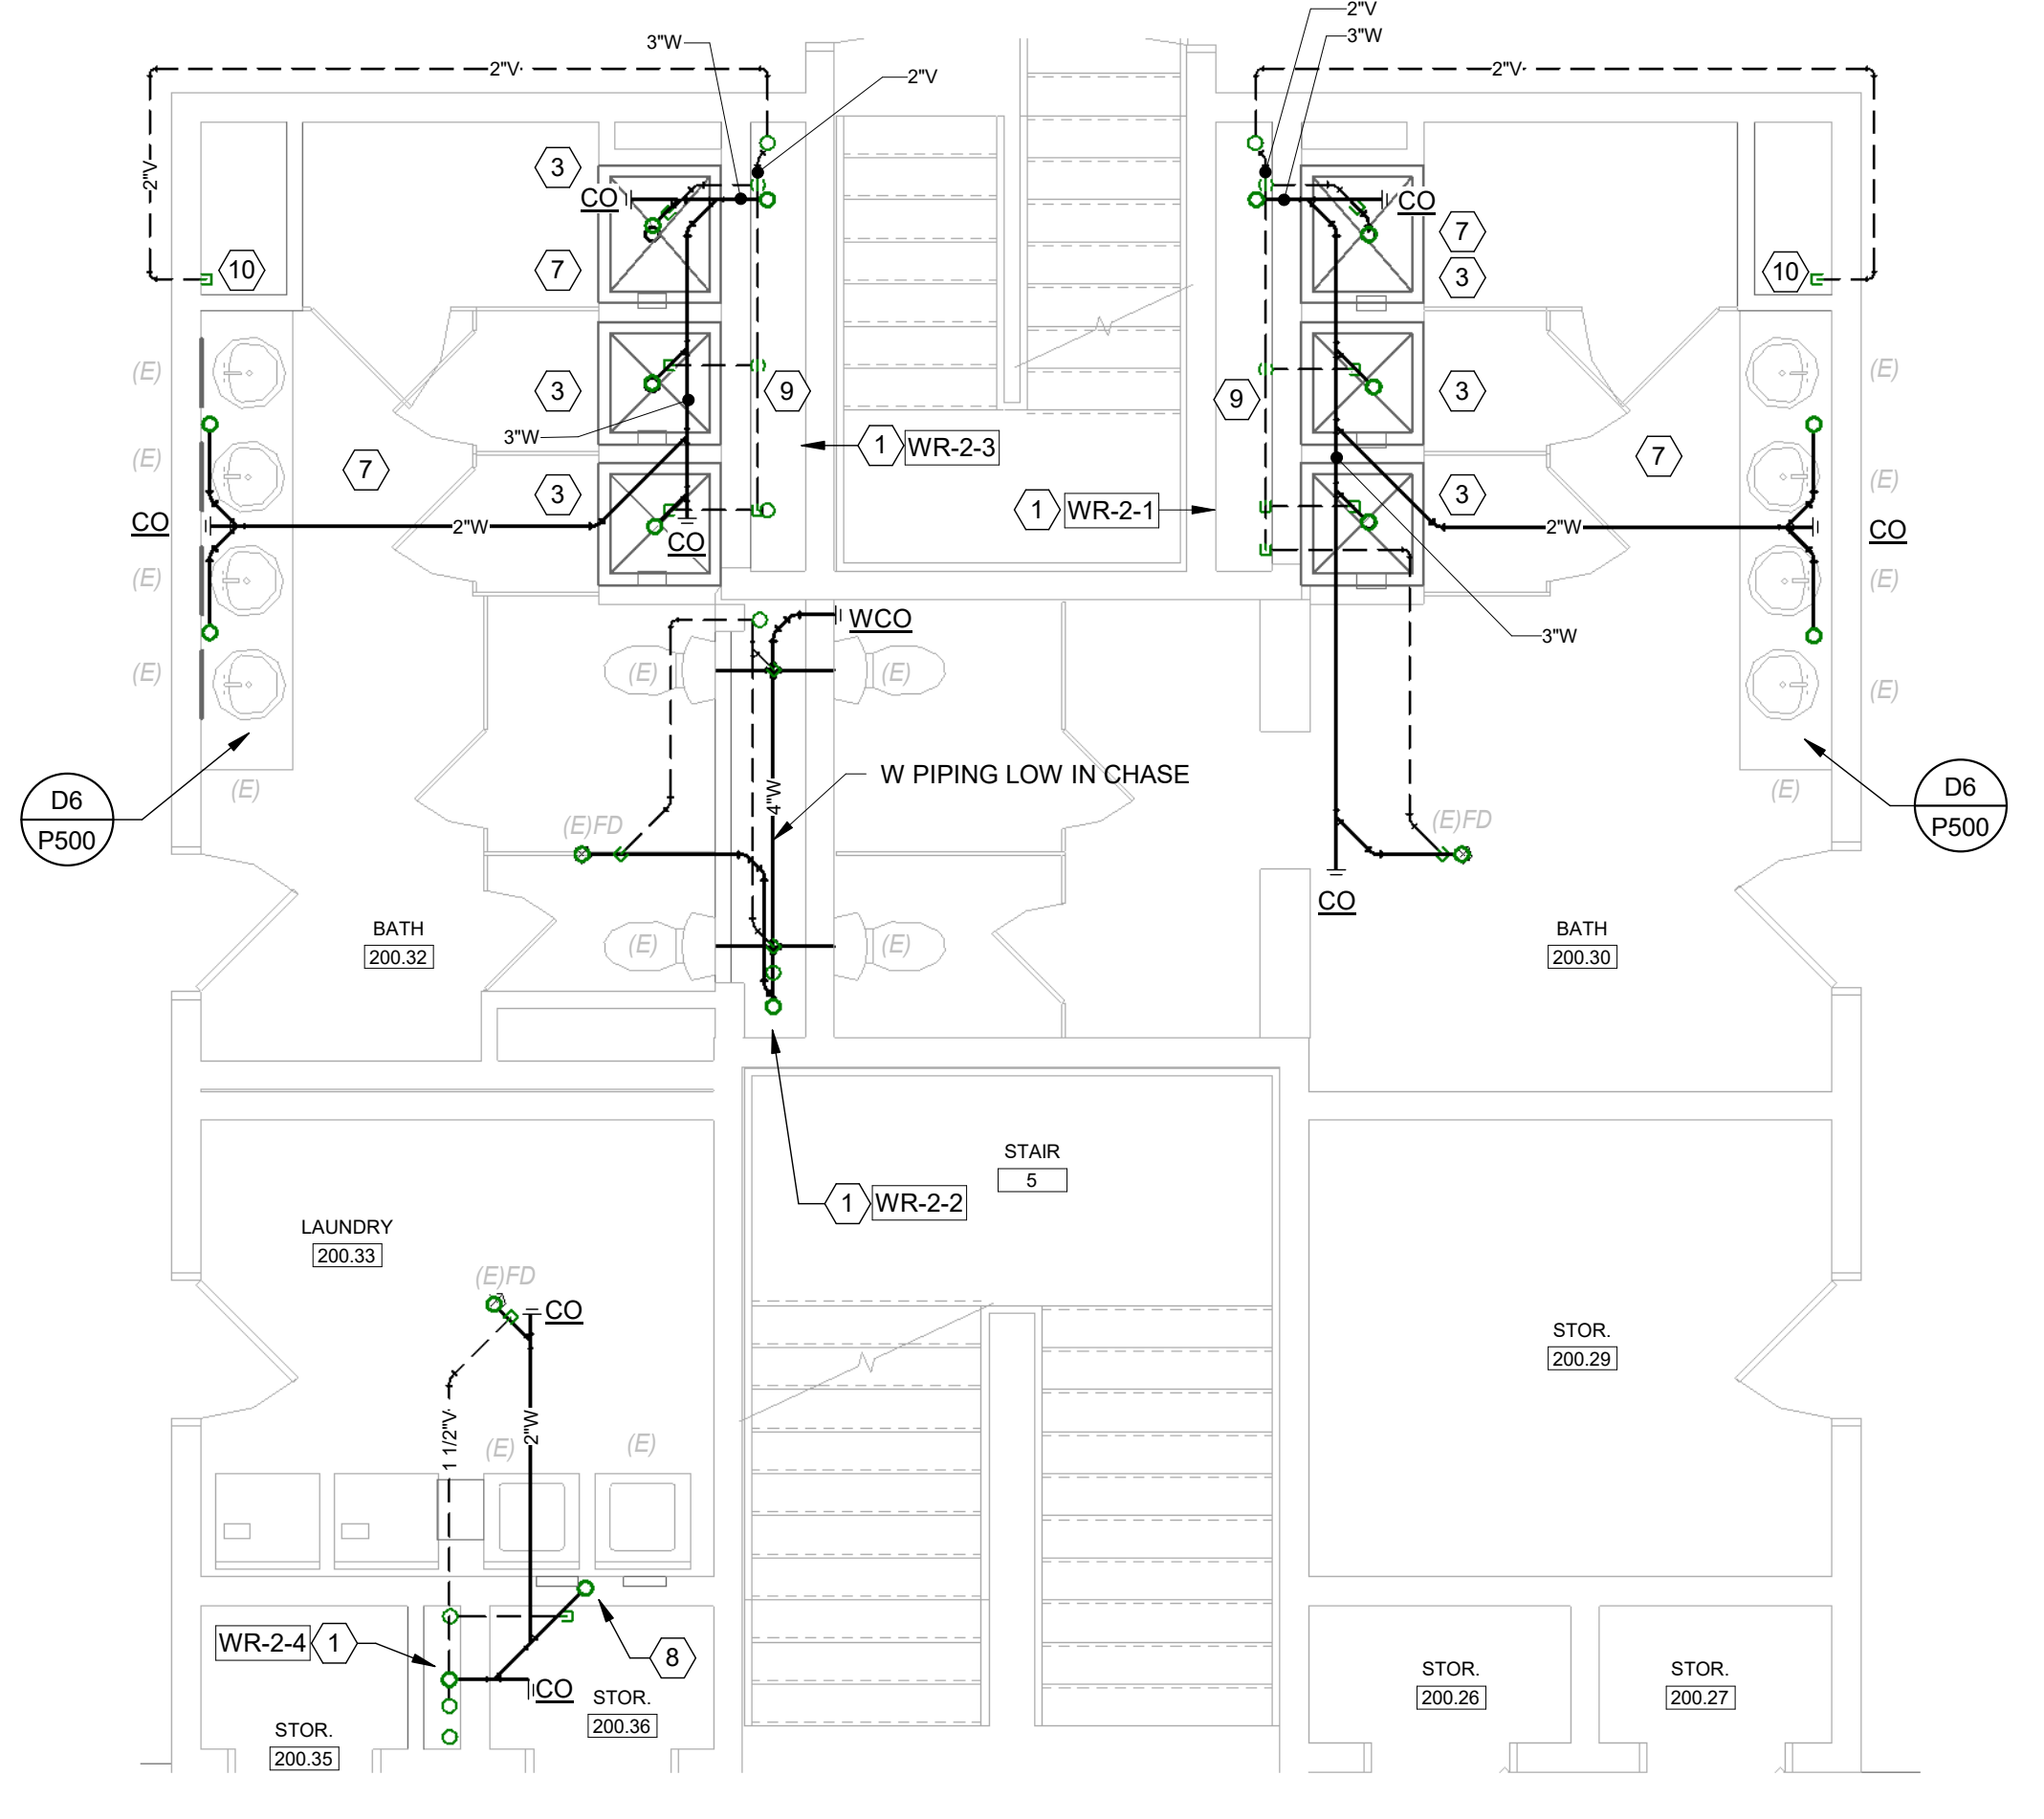 2"V
3"W
3"W
2"V
2"V
2"V
2"V
3
CO
CO
7
3
10
7
10
(E)
3
9
9
3
(E)
3"W
(E)
7
1 WR-2-3
7
(E)
3
3
CO
2"W
CO
1 WR-2-1
2"W
CO
(E)
(E)
WCO
3"W
(E)
(E)
(E)
(E)
W PIPING LOW IN CHASE
4"W
(E)
(E)
D6
P500
D6
P500
(E)FD
(E)FD
CO
BATH
200.32
(E)
(E)
BATH
200.30
STAIR
5
1 WR-2-2
LAUNDRY
200.33
(E)FD
CO
STOR.
200.29
1 1/2"V
2"W
(E)
(E)
WR-2-4 1
8
CO
STOR.
200.36
STOR.
200.35
STOR.
200.26
STOR.
200.27